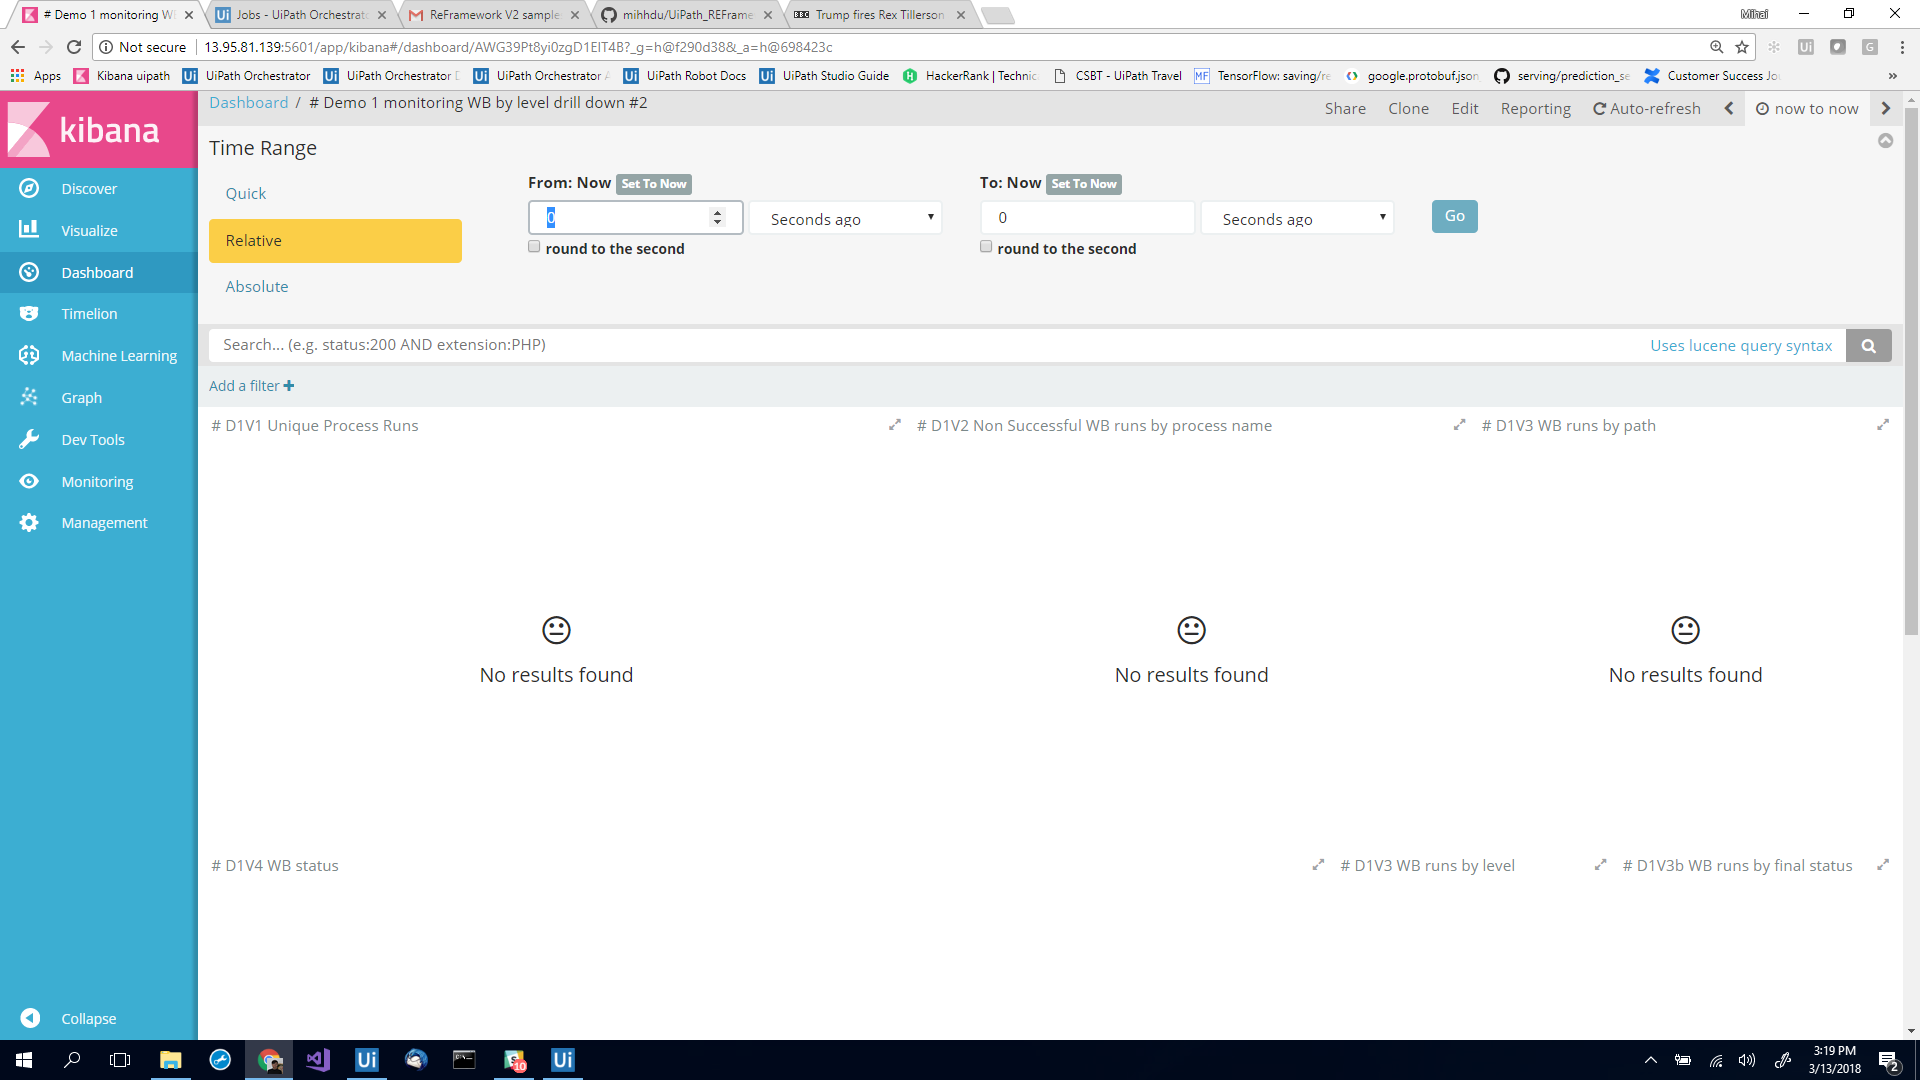 # Demo 1 monitoring W
Jobs - UiPath Orchestrat
ReFramework V2 sample
mihhdu/UiPath_REFrame
BBC Trump fires Rex Tillerson
Mihai
Not secure 13.95.81.139:5601/app/kibana#/dashboard/AWG39Pt8yi0zgD1EIT4B?_g=h@f290d38&_a=h@698423c
Apps Kibana uipath UiPath Orchestrator UiPath Orchestrator UiPath Orchestrator UiPath Robot Docs UiPath Studio Guide HackerRank | Technic CSBT - UiPath Travel TensorFlow: saving/re google.protobuf.json serving/prediction_se Customer Success Jou
kibana
Dashboard / # Demo 1 monitoring WB by level drill down #2
Share Clone Edit Reporting Auto-refresh now to now
Discover
Visualize
Dashboard
Timelion
Machine Learning
Graph
Dev Tools
Monitoring
Management
Collapse
Time Range
Quick
Relative
Absolute
From: Now Set To Now
0 Seconds ago
round to the second
To: Now Set To Now
0 Seconds ago
round to the second
Go
Search... (e.g. status:200 AND extension:PHP) Uses lucene query syntax
Add a filter
# D1V1 Unique Process Runs
No results found
# D1V2 Non Successful WB runs by process name
No results found
# D1V3 WB runs by path
No results found
# D1V4 WB status
# D1V3 WB runs by level
# D1V3b WB runs by final status
10
3:19 PM
3/13/2018
2